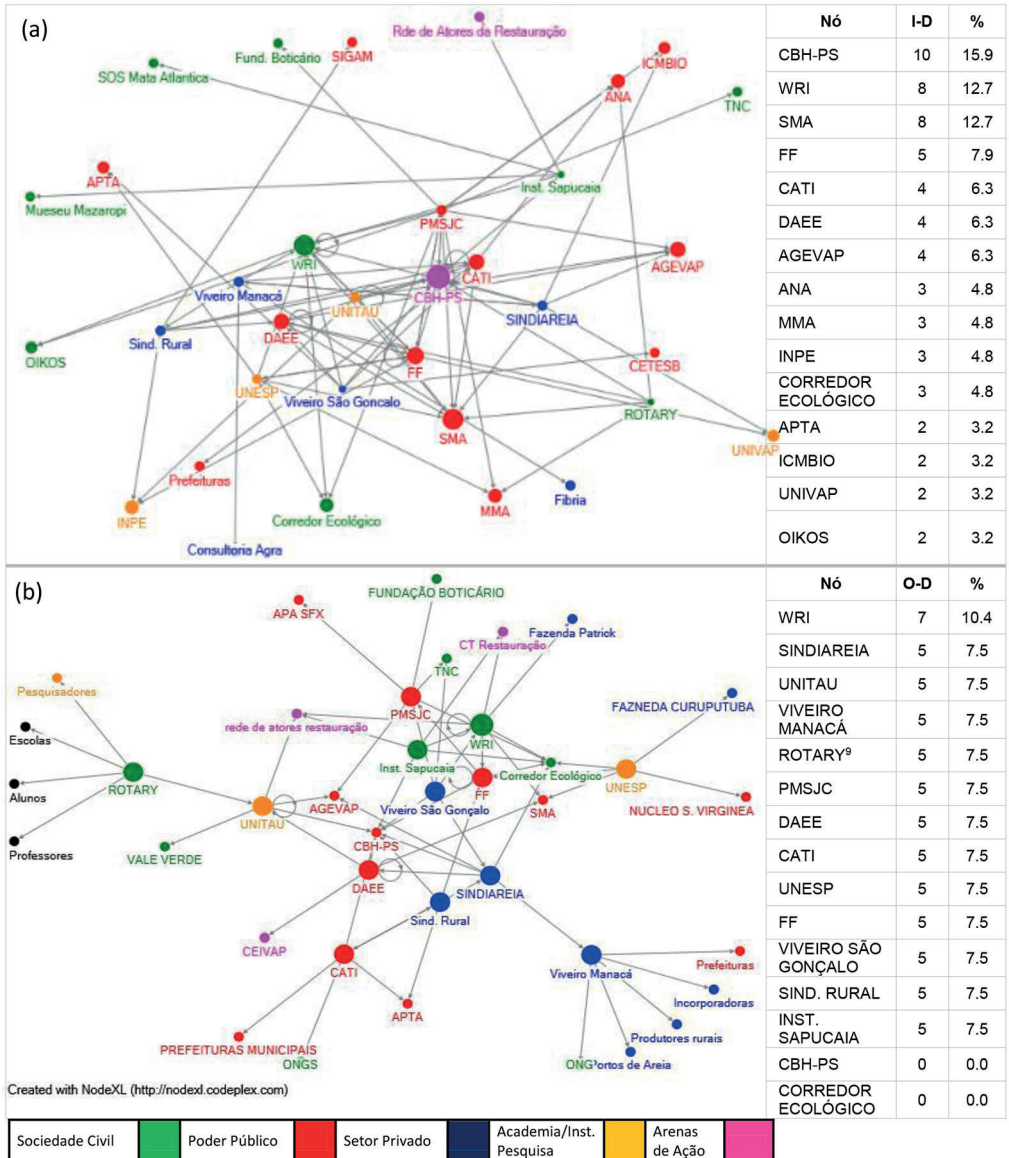 (a)
Rde de Atores da Restauração
Fund. Boticário
SIGAM
SOS Mata Atlantica
ICMBIO
ANA
TNC
APTA
Inst. Sapucaia
Mueseu Mazaropi
PMSJC
WRI
CATI
AGEVAP
CBH-PS
Viveiro Manacá
UNITAU
SINDIAREIA
Sind. Rural
DAEE
OIKOS
FF
CETESB
UNESP
Viveiro São Goncalo
ROTARY
SMA
UNIVAP
Prefeituras
MMA
Fibria
INPE
Corredor Ecológico
Consultoria Agra
Nó I-D %
CBH-PS 10 15.9
WRI 8 12.7
SMA 8 12.7
FF 5 7.9
CATI 4 6.3
DAEE 4 6.3
AGEVAP 4 6.3
ANA 3 4.8
MMA 3 4.8
INPE 3 4.8
CORREDOR
ECOLÓGICO 3 4.8
APTA 2 3.2
ICMBIO 2 3.2
UNIVAP 2 3.2
OIKOS 2 3.2
(b)
FUNDAÇÃO BOTICÁRIO
APA SFX
Fazenda Patrick
CT Restauração
TNC
Pesquisadores
PMSJC
FAZNEDA CURUPUTUBA
rede de atores restauração
Escolas
WRI
Inst. Sapucaia
Corredor Ecológico
ROTARY
FF
UNESP
Alunos
AGEVAP
Viveiro São Gonçalo
SMA
NUCLEO S. VIRGINEA
UNITAU
CBH-PS
Professores
VALE VERDE
DAEE
SINDIAREIA
Sind. Rural
CEIVAP
CATI
Viveiro Manacá
Prefeituras
Incorporadoras
APTA
Produtores rurais
PREFEITURAS MUNICIPAIS
ONGS
ONG
Portos de Areia
Created with NodeXL (http://nodexl.codeplex.com)
Nó O-D %
WRI 7 10.4
SINDIAREIA 5 7.5
UNITAU 5 7.5
VIVEIRO
MANACÁ 5 7.5
ROTARY⁹ 5 7.5
PMSJC 5 7.5
DAEE 5 7.5
CATI 5 7.5
UNESP 5 7.5
FF 5 7.5
VIVEIRO SÃO
GONÇALO 5 7.5
SIND. RURAL 5 7.5
INST.
SAPUCAIA 5 7.5
CBH-PS 0 0.0
CORREDOR
ECOLÓGICO 0 0.0
Sociedade Civil
Poder Público
Setor Privado
Academia/Inst.
Pesquisa
Arenas
de Ação